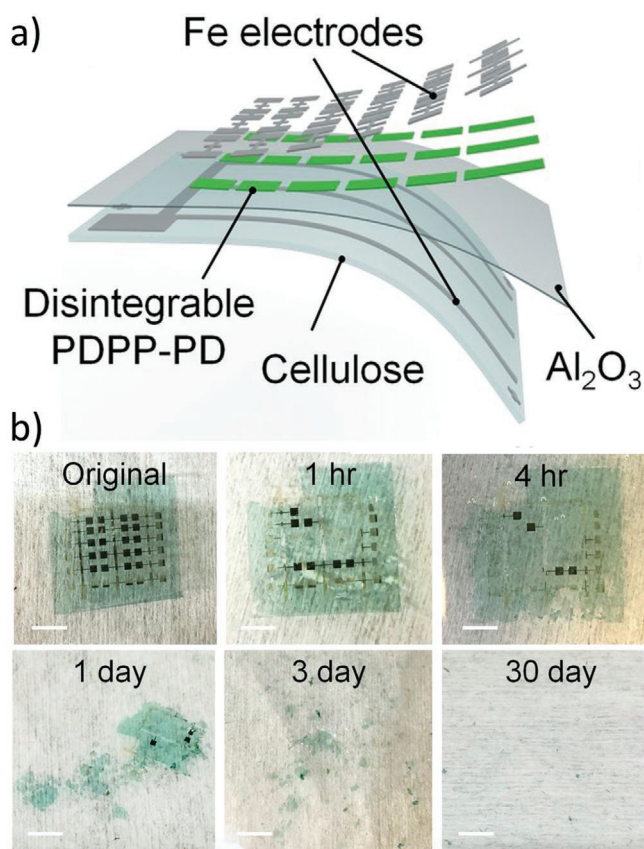 a)
Fe electrodes
Disintegrable
PDPP-PD
Cellulose
Al₂O₃
b)
Original
1 hr
4 hr
1 day
3 day
30 day